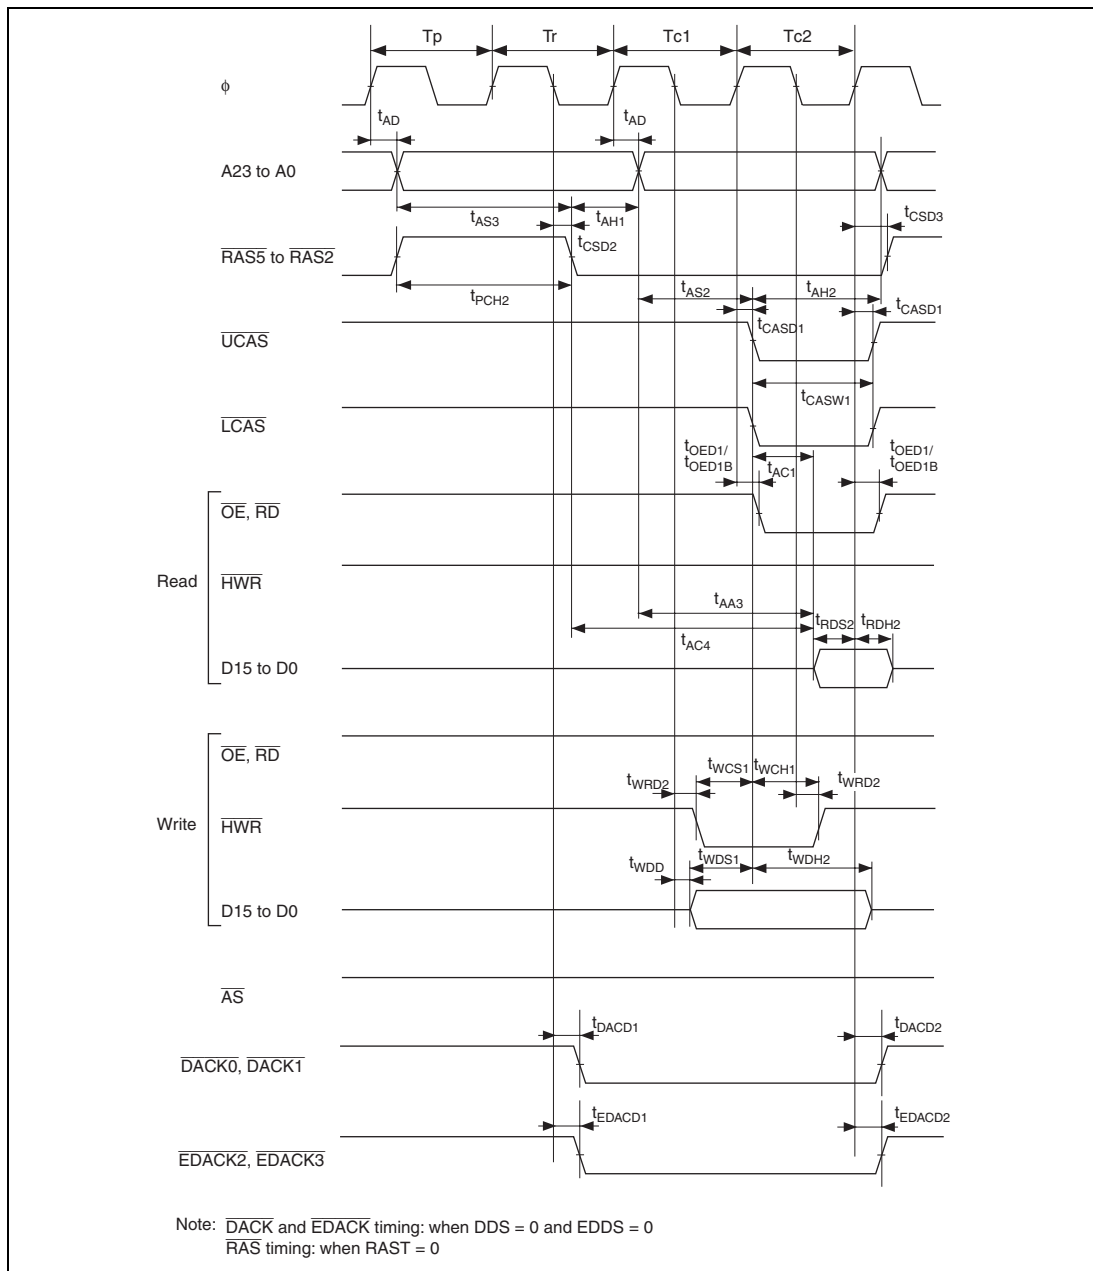 Tp Tr Tc1 Tc2
ϕ
tAD tAD
A23 to A0
tAS3 tAH1 tCSD3
tCSD2
RAS5 to RAS2
tPCH2 tAS2 tAH2
tCASD1 tCASD1
UCAS
tCASW1
LCAS
tOED1/ tOED1B tAC1 tOED1/ tOED1B
OE, RD
Read HWR
tAA3
tRDS2 tRDH2
tAC4
D15 to D0
OE, RD
tWCS1 tWCH1
tWRD2 tWRD2
Write HWR
tWDS1 tWDH2
tWDD
D15 to D0
AS
tDACD1 tDACD2
DACK0, DACK1
tEDACD1 tEDACD2
EDACK2, EDACK3
Note: DACK and EDACK timing: when DDS = 0 and EDDS = 0
RAS timing: when RAST = 0